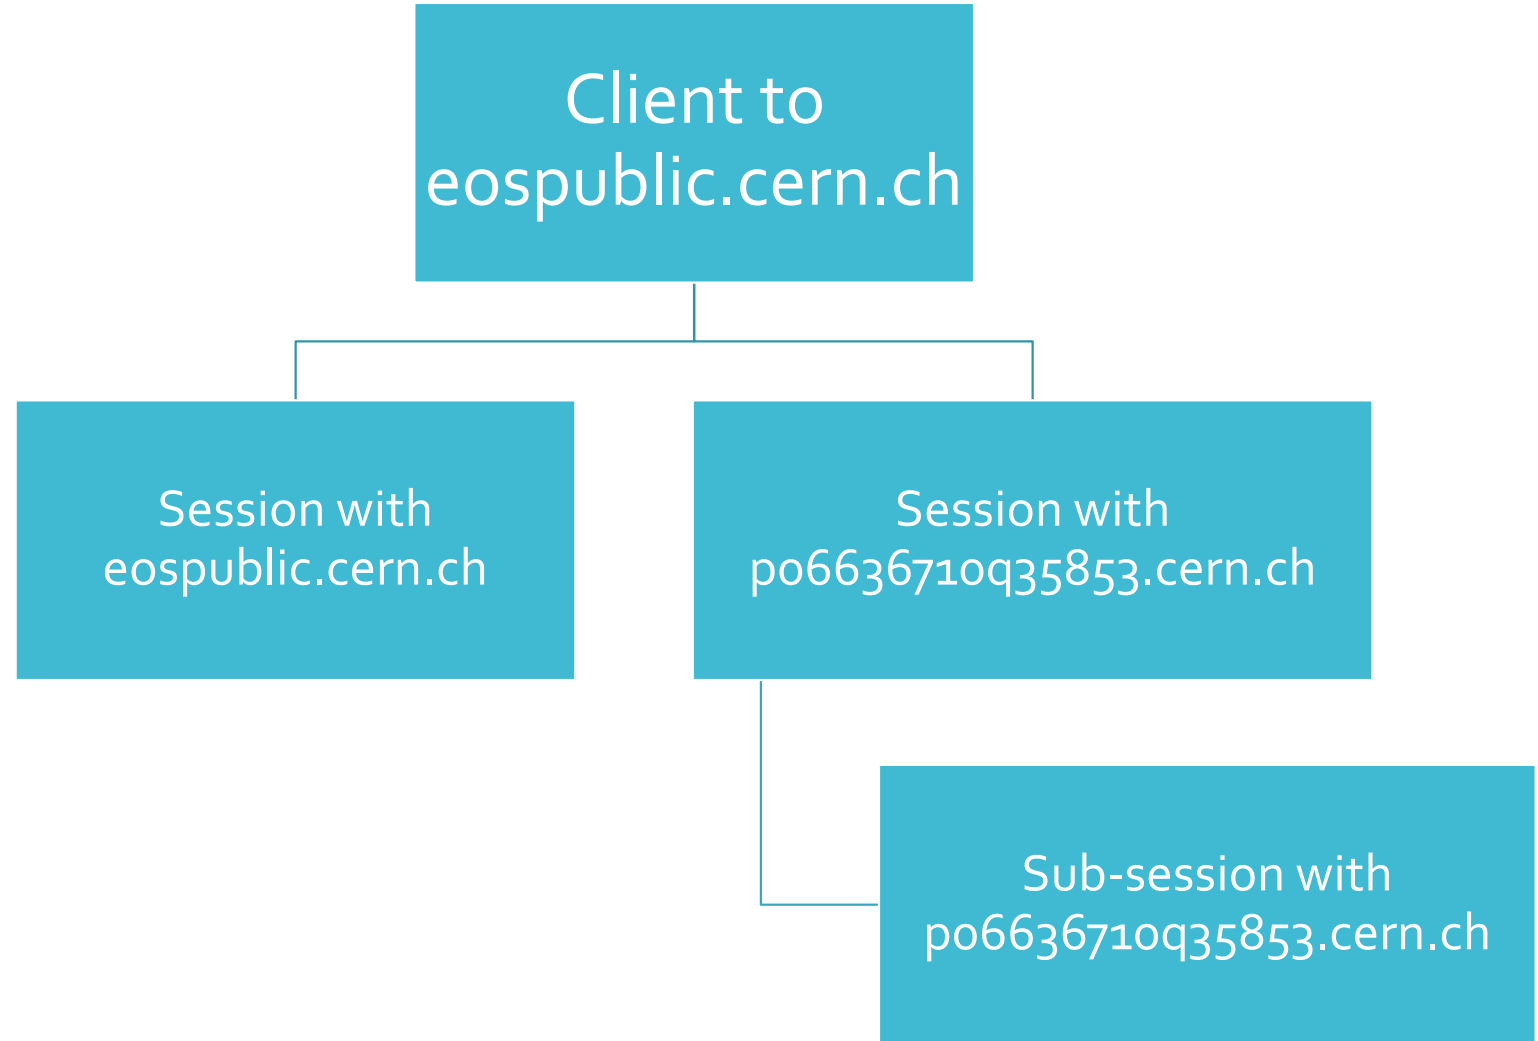 Client to
eospublic.cern.ch
Session with
eospublic.cern.ch
Session with
p06636710q35853.cern.ch
Sub-session with
p06636710q35853.cern.ch